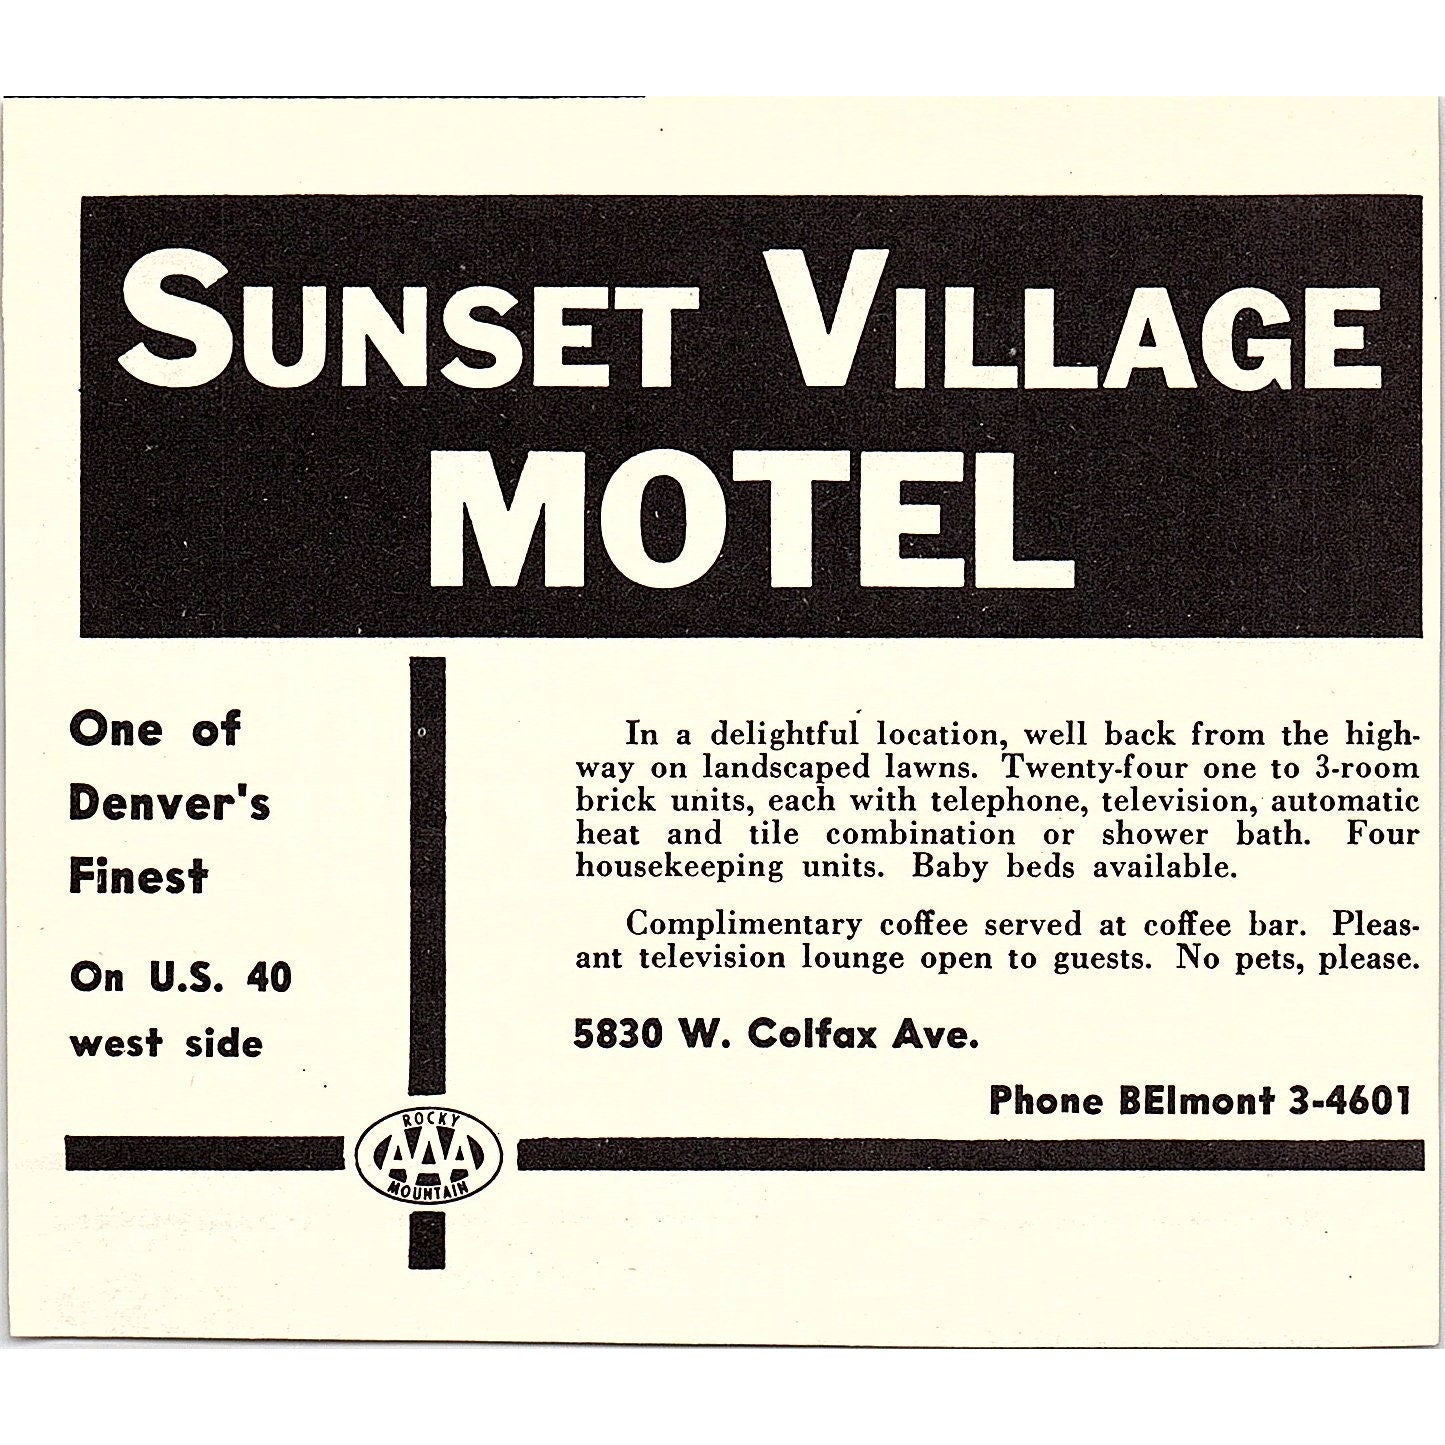 SUNSET VILLAGE
MOTEL
One of
Denver's
Finest
On U.S. 40
west side
In a delightful location, well back from the high-
way on landscaped lawns. Twenty-four one to 3-room
brick units, each with telephone, television, automatic
heat and tile combination or shower bath. Four
housekeeping units. Baby beds available.
Complimentary coffee served at coffee bar. Pleas-
ant television lounge open to guests. No pets, please.
5830 W. Colfax Ave.
Phone BElmont 3-4601
ROCKY
AAA
MOUNTAIN